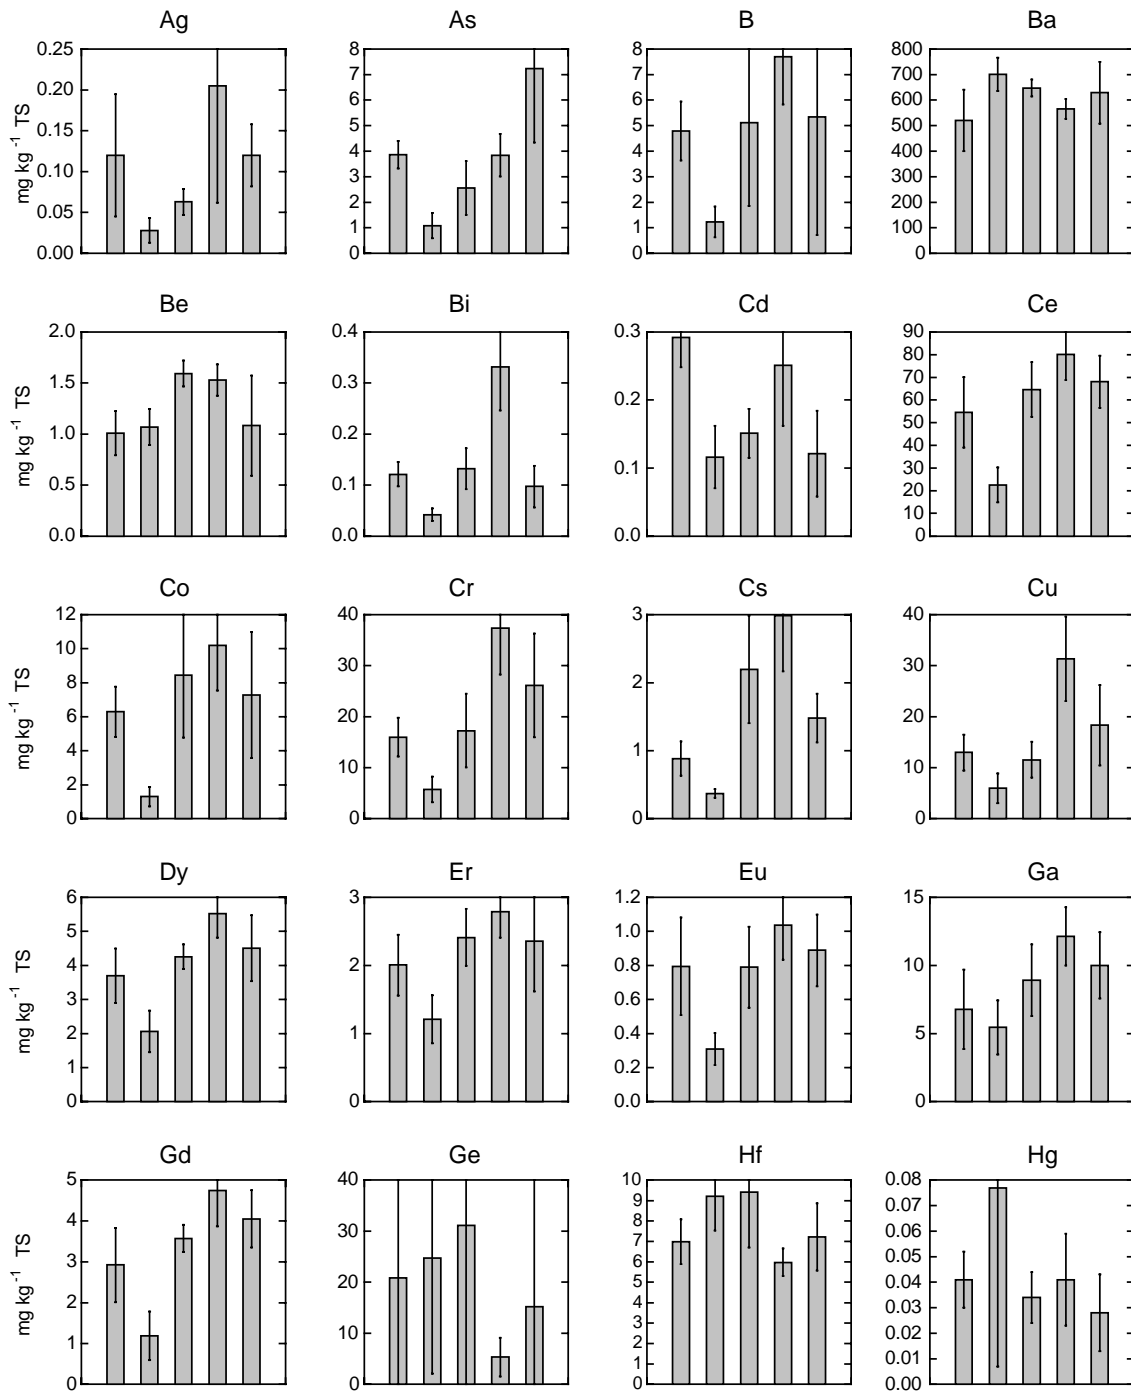 Ag As B Ba
0.25 8 8 800
7 7 700
0.20 6 6 600
0.15 5 5 500
4 4 400
0.10 3 3 300
0.05 2 2 200
1 1 100
0.00 0 0 0
mg kg-1 TS
Be Bi Cd Ce
2.0 0.4 0.3 90
80
1.5 0.3 70
0.2 60
1.0 0.2 50
40
0.5 0.1 0.1 30
20
10
0.0 0.0 0.0 0
mg kg-1 TS
Co Cr Cs Cu
12 40 3 40
10
8 30 2 30
6 20 20
4 10 1 10
2
0 0 0 0
mg kg-1 TS
Dy Er Eu Ga
6 3 1.2 15
5 1.0
4 2 0.8 10
3 0.6
2 1 0.4 5
1 0.2
0 0 0.0 0
mg kg-1 TS
Gd Ge Hf Hg
5 40 10 0.08
9 0.07
4 30 8 0.06
7
3 6 0.05
20 5 0.04
2 4 0.03
10 3 0.02
1 2
1 0.01
0 0 0 0.00
mg kg-1 TS